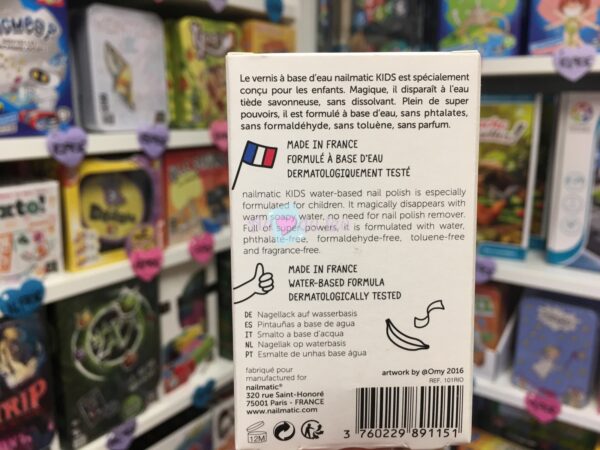 Le vernis à base d'eau nailmatic KIDS est spécialement
conçu pour les enfants. Magique, il disparaît à l'eau
tiède savonneuse, sans dissolvant. Plein de super
pouvoirs, il est formulé à base d'eau, sans phtalates,
sans formaldéhyde, sans toluène, sans parfum.
MADE IN FRANCE
FORMULÉ À BASE D'EAU
DERMATOLOGIQUEMENT TESTÉ
nailmatic KIDS water-based nail polish is especially
formulated for children. It magically disappears with
warm soapy water, no need for nail polish remover.
Full of super powers, it is formulated with water,
phthalate-free, formaldehyde-free, toluene-free
and fragrance-free.
MADE IN FRANCE
WATER-BASED FORMULA
DERMATOLOGICALLY TESTED
DE Nagellack auf wasserbasis
ES Pintauñas a base de agua
IT Smalto a base d'acqua
NL Nagellak op waterbasis
PT Esmalte de unhas base água
fabriqué pour
manufactured for
nailmatic®
320 rue Saint-Honoré
75001 Paris - FRANCE
www.nailmatic.com
artwork by @Omy 2016
REF. 101RIO
12M
3 760229 891151